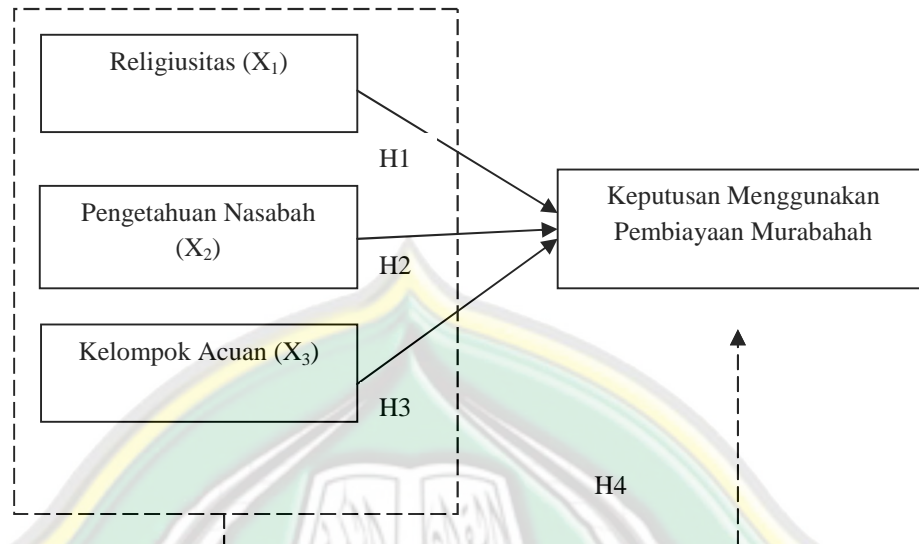 Religiusitas (X₁)
H1
Pengetahuan Nasabah
(X₂)
H2
Keputusan Menggunakan
Pembiayaan Murabahah
Kelompok Acuan (X₃)
H3
H4